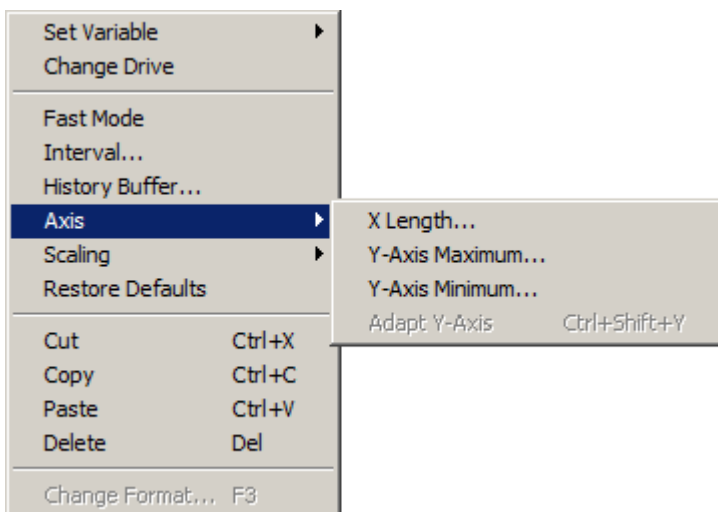 Set Variable
Change Drive
Fast Mode
Interval...
History Buffer...
Axis
Scaling
Restore Defaults
Cut Ctrl+X
Copy Ctrl+C
Paste Ctrl+V
Delete Del
Change Format... F3
X Length...
Y-Axis Maximum...
Y-Axis Minimum...
Adapt Y-Axis Ctrl+Shift+Y